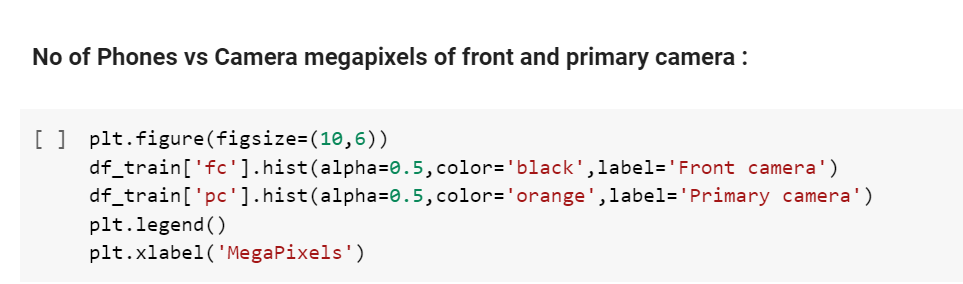 No of Phones vs Camera megapixels of front and primary camera :
[ ] plt.figure(figsize=(10,6))
df_train['fc'].hist(alpha=0.5,color='black',label='Front camera')
df_train['pc'].hist(alpha=0.5,color='orange',label='Primary camera')
plt.legend()
plt.xlabel('MegaPixels')